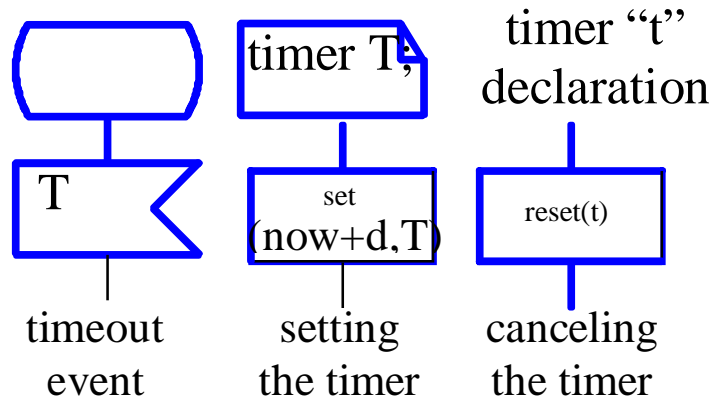 timer T;
timer “t”
declaration
T
set
(now+d,T)
reset(t)
timeout
event
setting
the timer
canceling
the timer